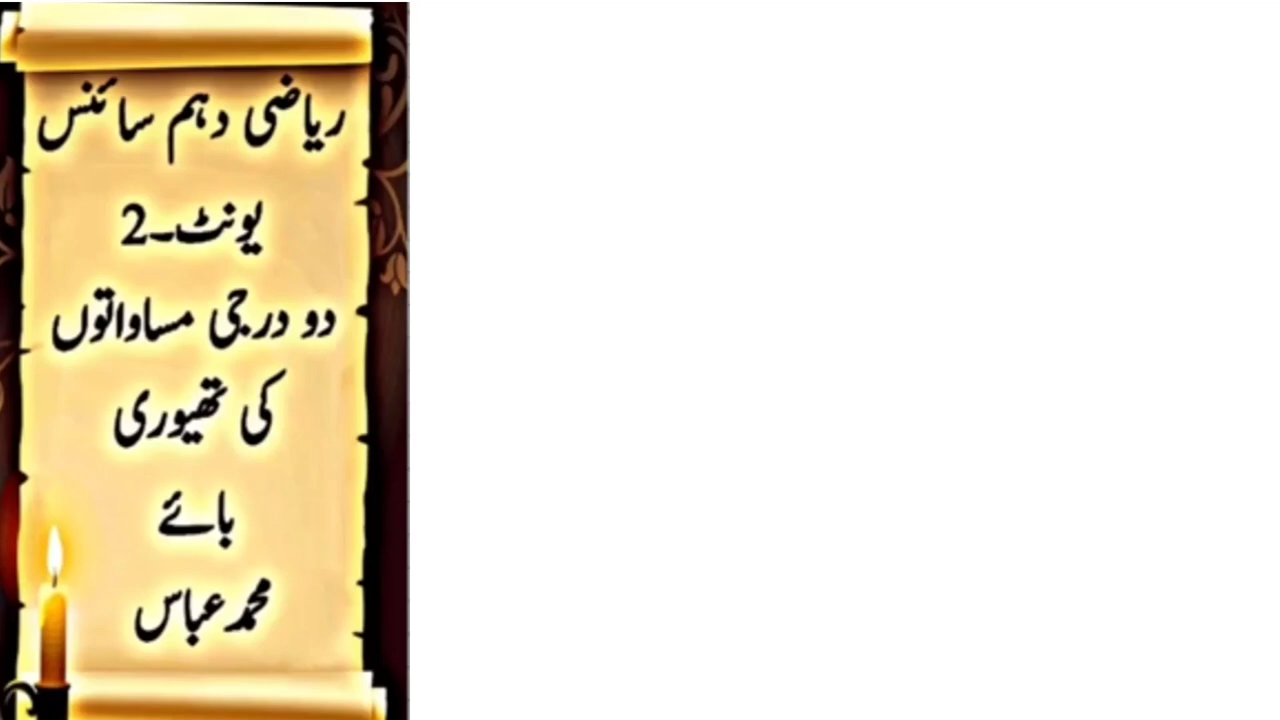 ریاضی دہم سائنس
یونٹ۔2
دو درجی مساواتوں
کی تھیوری
بائے
محمد عباس